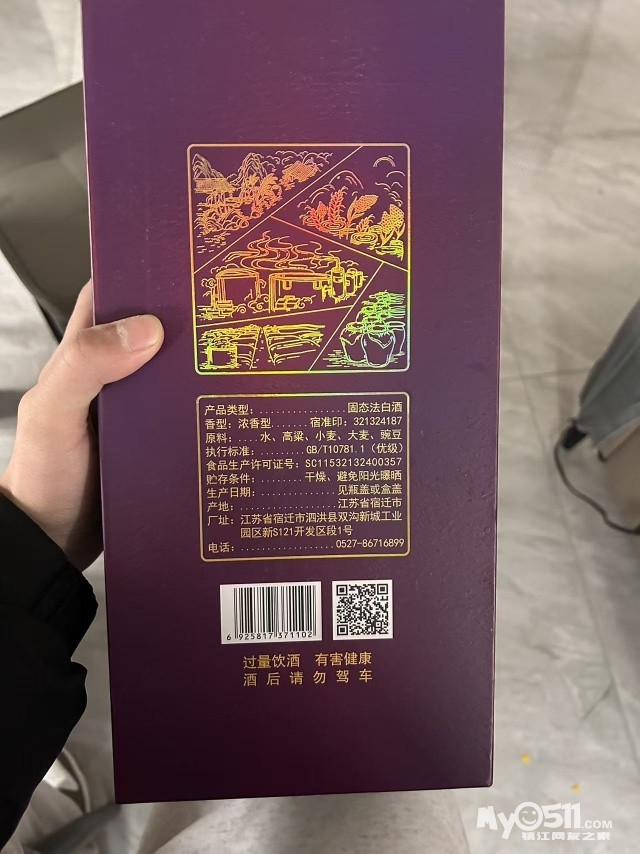 产品类型：................固态法白酒
香型：浓香型.......宿准印：321324187
原料：....水、高粱、小麦、大麦、豌豆
执行标准：.........GB/T10781.1（优级）
食品生产许可证号：SC11532132400357
贮存条件：........干燥、避免阳光曝晒
生产日期：............见瓶盖或盒盖
产地：................江苏省宿迁市
厂址：江苏省宿迁市泗洪县双沟新城工业
园区新S121开发区段1号
电话：..................0527-86716899
6 925817 371102
过量饮酒 有害健康
酒后请勿驾车
MyO511.COM
镇江网友之家